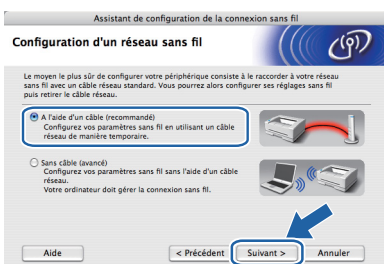 Assistant de configuration de la connexion sans fil
Configuration d'un réseau sans fil
Le moyen le plus sûr de configurer votre périphérique consiste à le raccorder à votre réseau
sans fil avec un câble réseau standard. Vous pourrez alors configurer ses réglages sans fil
puis retirer le câble réseau.
A l'aide d'un câble (recommandé)
Configurez vos paramètres sans fil en utilisant un câble
réseau de manière temporaire.
Sans câble (avancé)
Configurez vos paramètres sans fil sans l'aide d'un câble
réseau.
Votre ordinateur doit gérer la connexion sans fil.
Aide
< Précédent
Suivant >
Annuler